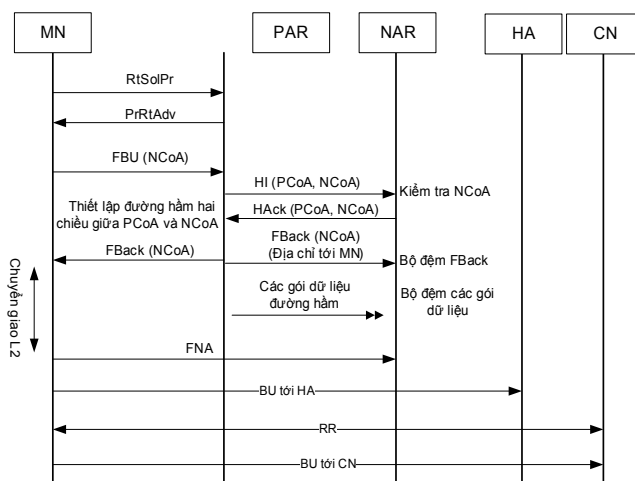 MN
PAR
NAR
HA
CN
RtSolPr
PrRtAdv
FBU (NCoA)
HI (PCoA, NCoA)
Kiểm tra NCoA
Thiết lập đường hầm hai
chiều giữa PCoA và NCoA
HAck (PCoA, NCoA)
FBack (NCoA)
FBack (NCoA)
(Địa chỉ tới MN)
Bộ đệm FBack
Chuyển giao L2
Các gói dữ liệu
đường hầm
Bộ đệm các gói
dữ liệu
FNA
BU tới HA
RR
BU tới CN